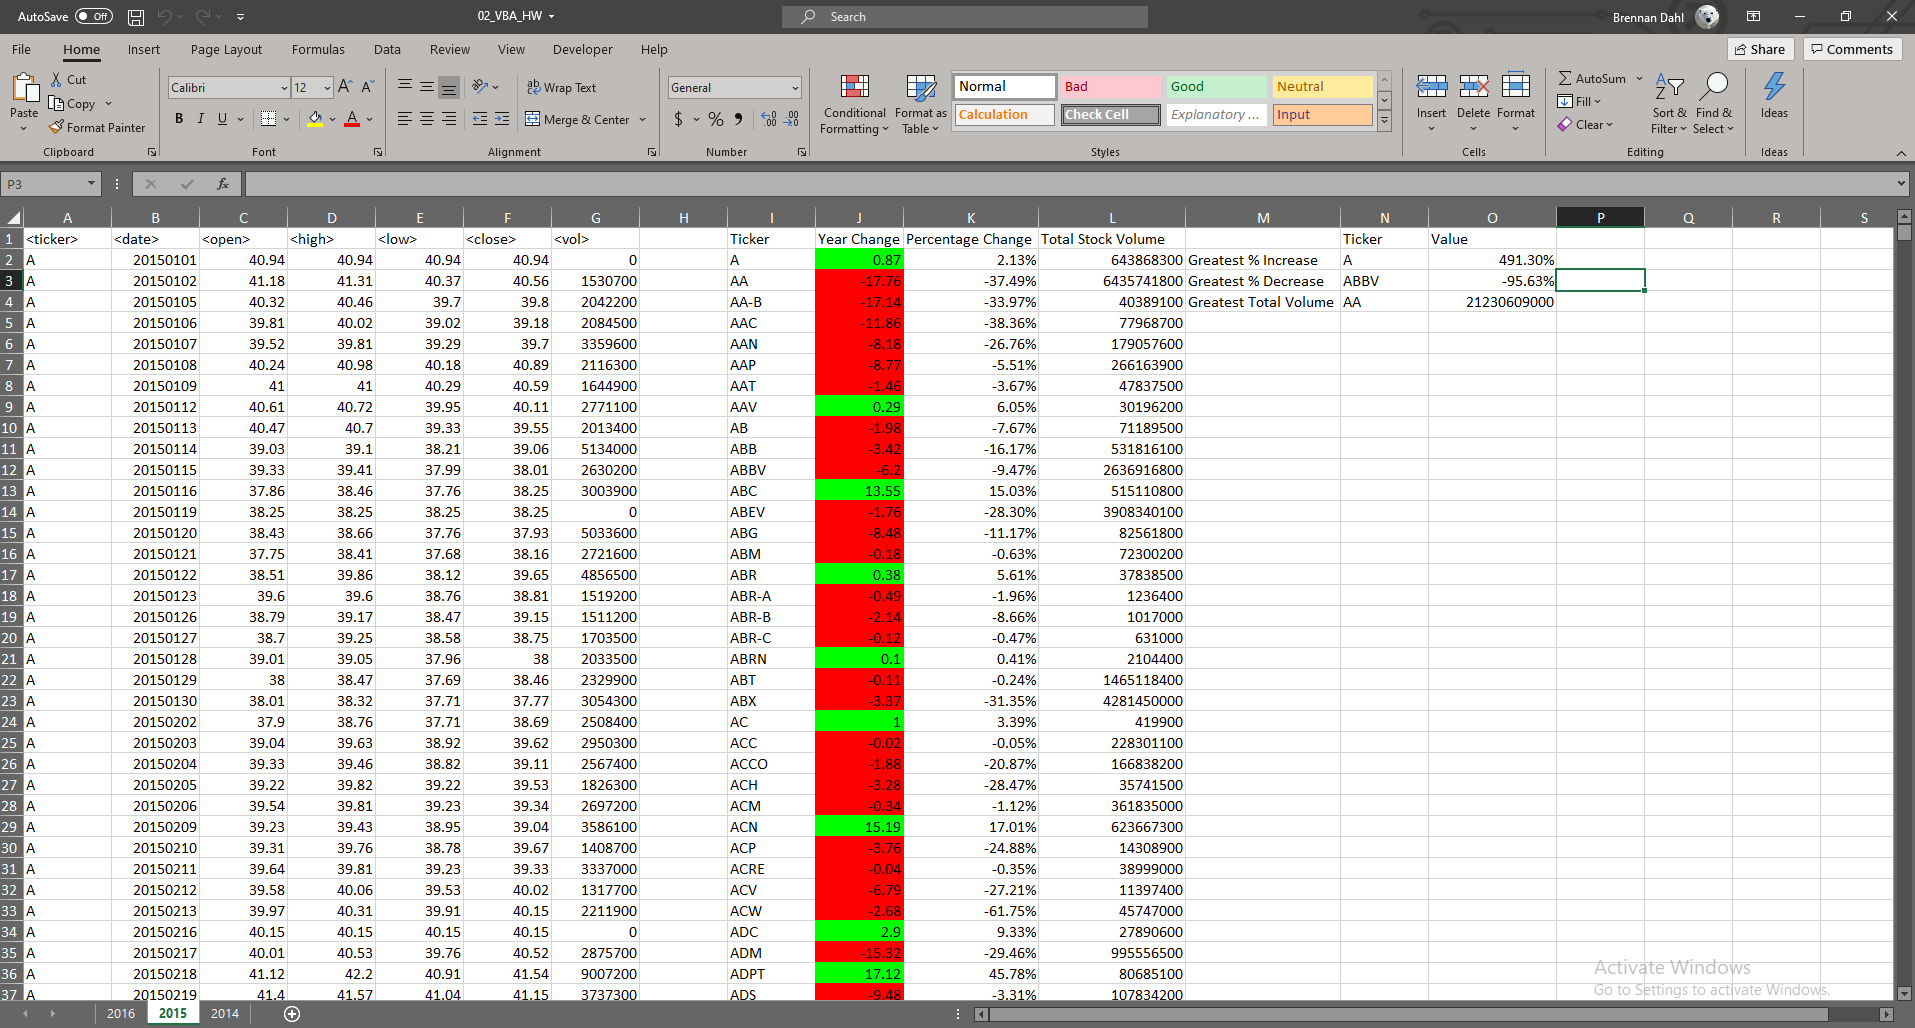 AutoSave Off 02_VBA_HW Search Brennan Dahl
File Home Insert Page Layout Formulas Data Review View Developer Help Share Comments
Cut
Copy
Format Painter
Paste
Calibri 12
B I U A
Wrap Text
Merge & Center
General
$ % 9
Conditional Formatting
Format as Table
Normal Bad Good Neutral
Calculation Check Cell Explanatory ... Input
Insert Delete Format
AutoSum
Fill
Clear
Sort & Filter
Find & Select
Ideas
Clipboard Font Alignment Number Styles Cells Editing Ideas
P3 fx
A B C D E F G H I J K L M N O P Q R S
1 <ticker> <date> <open> <high> <low> <close> <vol> Ticker Year Change Percentage Change Total Stock Volume Ticker Value
2 A 20150101 40.94 40.94 40.94 40.94 0 A 0.87 2.13% 643868300 Greatest % Increase A 491.30%
3 A 20150102 41.18 41.31 40.37 40.56 1530700 AA -17.76 -37.49% 6435741800 Greatest % Decrease ABBV -95.63%
4 A 20150105 40.32 40.46 39.7 39.8 2042200 AA-B -17.14 -33.97% 40389100 Greatest Total Volume AA 21230609000
5 A 20150106 39.81 40.02 39.02 39.18 2084500 AAC -11.86 -38.36% 77968700
6 A 20150107 39.52 39.81 39.29 39.7 3359600 AAN -8.18 -26.76% 179057600
7 A 20150108 40.24 40.98 40.18 40.89 2116300 AAP -8.77 -5.51% 266163900
8 A 20150109 41 41 40.29 40.59 1644900 AAT -1.46 -3.67% 47837500
9 A 20150112 40.61 40.72 39.95 40.11 2771100 AAV 0.29 6.05% 30196200
10 A 20150113 40.47 40.7 39.33 39.55 2013400 AB -1.98 -7.67% 71189500
11 A 20150114 39.03 39.1 38.21 39.06 5134000 ABB -3.42 -16.17% 531816100
12 A 20150115 39.33 39.41 37.99 38.01 2630200 ABBV -6.2 -9.47% 2636916800
13 A 20150116 37.86 38.46 37.76 38.25 3003900 ABC 13.55 15.03% 515110800
14 A 20150119 38.25 38.25 38.25 38.25 0 ABEV -1.76 -28.30% 3908340100
15 A 20150120 38.43 38.66 37.76 37.93 5033600 ABG -8.48 -11.17% 82561800
16 A 20150121 37.75 38.41 37.68 38.16 2721600 ABM -0.18 -0.63% 72300200
17 A 20150122 38.51 39.86 38.12 39.65 4856500 ABR 0.38 5.61% 37838500
18 A 20150123 39.6 39.6 38.76 38.81 1519200 ABR-A -0.49 -1.96% 1236400
19 A 20150126 38.79 39.17 38.47 39.15 1511200 ABR-B -2.14 -8.66% 1017000
20 A 20150127 38.7 39.25 38.58 38.75 1703500 ABR-C -0.12 -0.47% 631000
21 A 20150128 39.01 39.05 37.96 38 2033500 ABRN 0.1 0.41% 2104400
22 A 20150129 38 38.47 37.69 38.46 2329900 ABT -0.11 -0.24% 1465118400
23 A 20150130 38.01 38.32 37.71 37.77 3054300 ABX -3.37 -31.35% 4281450000
24 A 20150202 37.9 38.76 37.71 38.69 2508400 AC 1 3.39% 419900
25 A 20150203 39.04 39.63 38.92 39.62 2950300 ACC -0.02 -0.05% 228301100
26 A 20150204 39.33 39.46 38.82 39.11 2567400 ACCO -1.88 -20.87% 166838200
27 A 20150205 39.22 39.82 39.22 39.53 1826300 ACH -3.28 -28.47% 35741500
28 A 20150206 39.54 39.81 39.23 39.34 2697200 ACM -0.34 -1.12% 361835000
29 A 20150209 39.23 39.43 38.95 39.04 3586100 ACN 15.19 17.01% 623667300
30 A 20150210 39.31 39.76 38.78 39.67 1408700 ACP -3.76 -24.88% 14308900
31 A 20150211 39.64 39.81 39.23 39.33 3337000 ACRE -0.04 -0.35% 38999000
32 A 20150212 39.58 40.06 39.53 40.02 1317700 ACV -6.79 -27.21% 11397400
33 A 20150213 39.97 40.31 39.91 40.15 2211900 ACW -2.68 -61.75% 45747000
34 A 20150216 40.15 40.15 40.15 40.15 0 ADC 2.9 9.33% 27890600
35 A 20150217 40.01 40.53 39.76 40.52 2875700 ADM -15.32 -29.46% 995556500
36 A 20150218 41.12 42.2 40.91 41.54 9007200 ADPT 17.12 45.78% 80685100
37 A 20150219 41.4 41.57 41.04 41.15 3737300 ADS -9.48 -3.31% 107834200
Activate Windows
Go to Settings to activate Windows.
2016 2015 2014